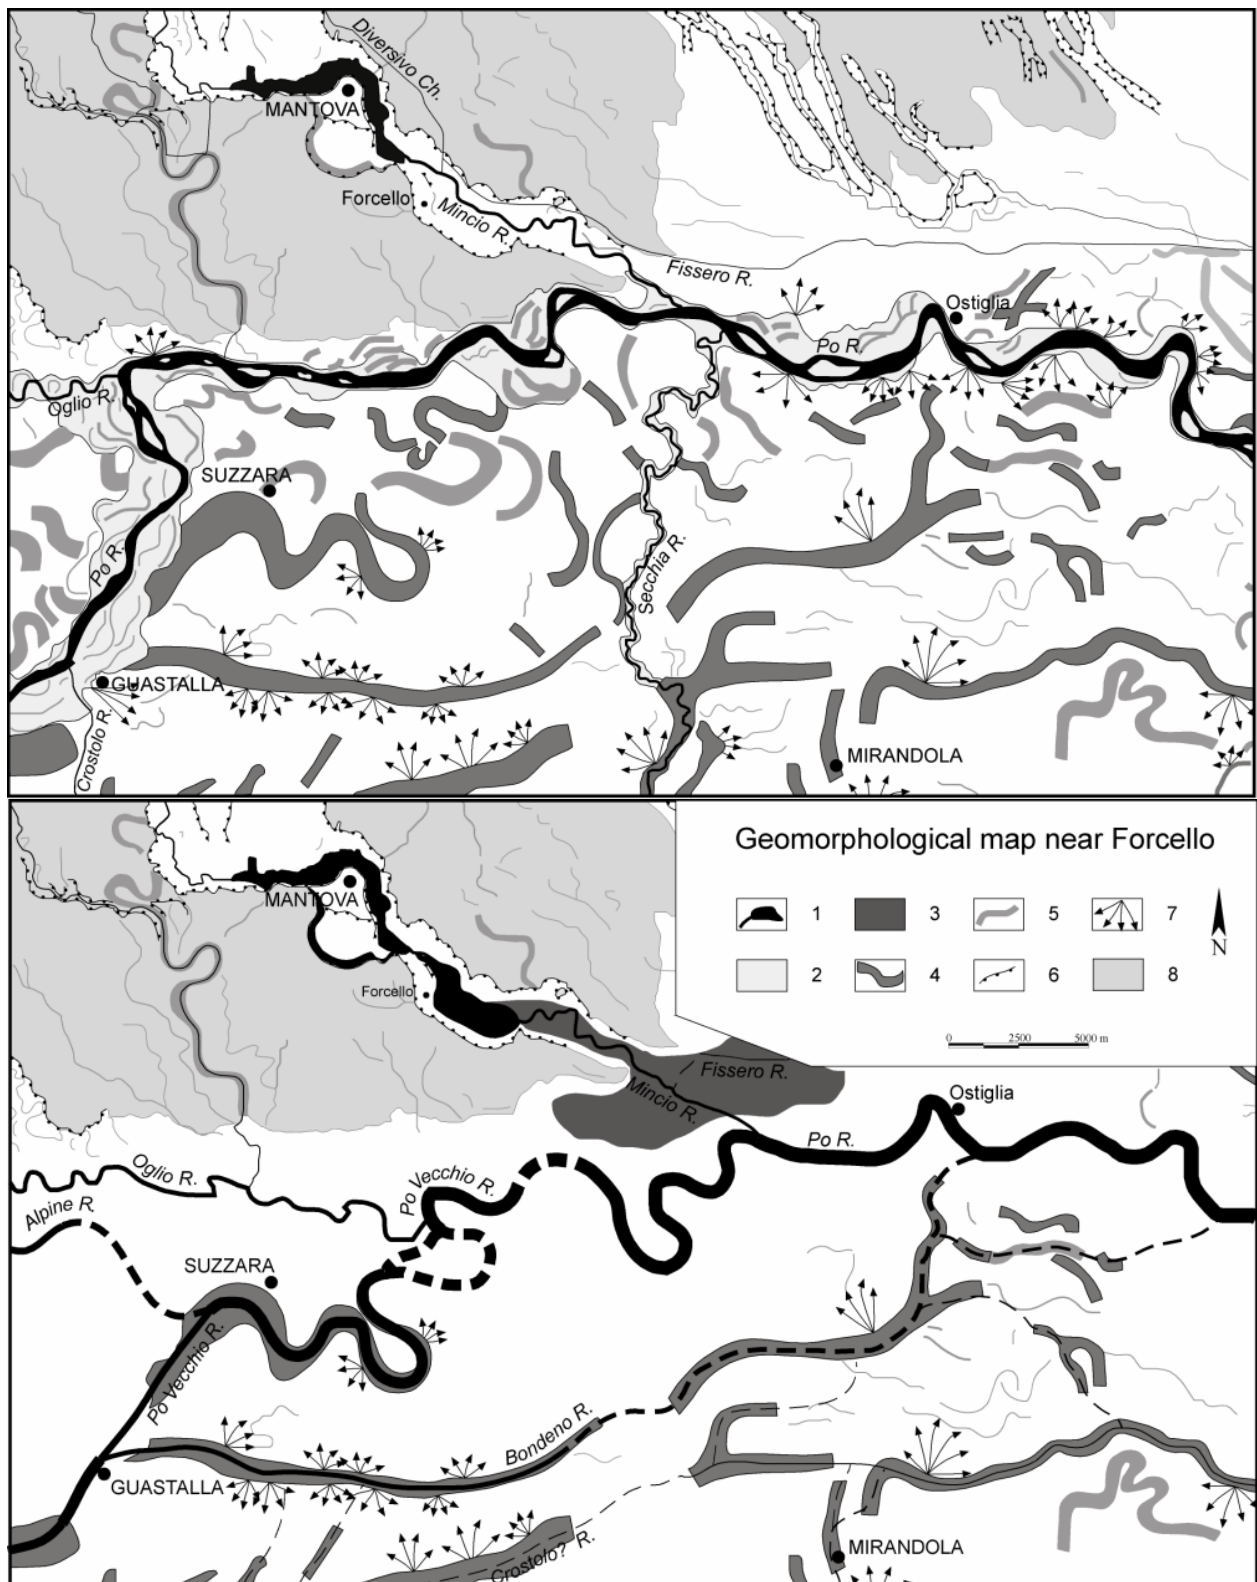 Diversivo Ch.
MANTOVA
Forcello
Mincio R.
Fissero R.
Ostiglia
Po R.
Oglio R.
SUZZARA
Po R.
Secchia R.
GUASTALLA
Crostolo R.
MIRANDOLA
Geomorphological map near Forcello
1
3
5
7
N
2
4
6
8
0 2500 5000 m
MANTOVA
Forcello
Fissero R.
Mincio R.
Ostiglia
Po R.
Oglio R.
Po Vecchio R.
Alpine R.
SUZZARA
Po Vecchio R.
Bondeno R.
GUASTALLA
Crostolo? R.
MIRANDOLA